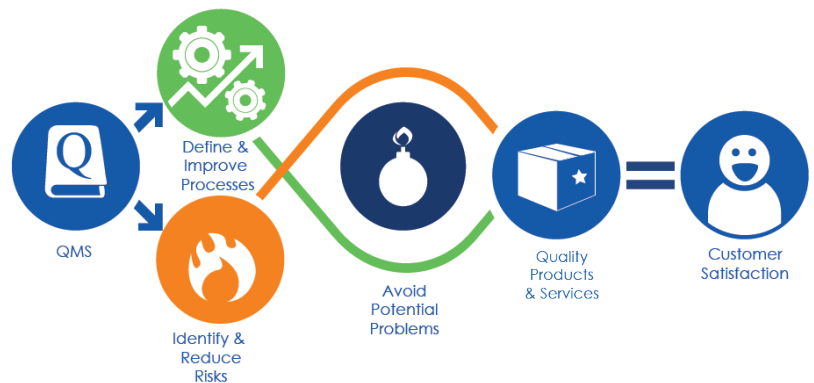 Q
QMS
Define &
Improve
Processes
Identify &
Reduce
Risks
Avoid
Potential
Problems
Quality
Products
& Services
Customer
Satisfaction